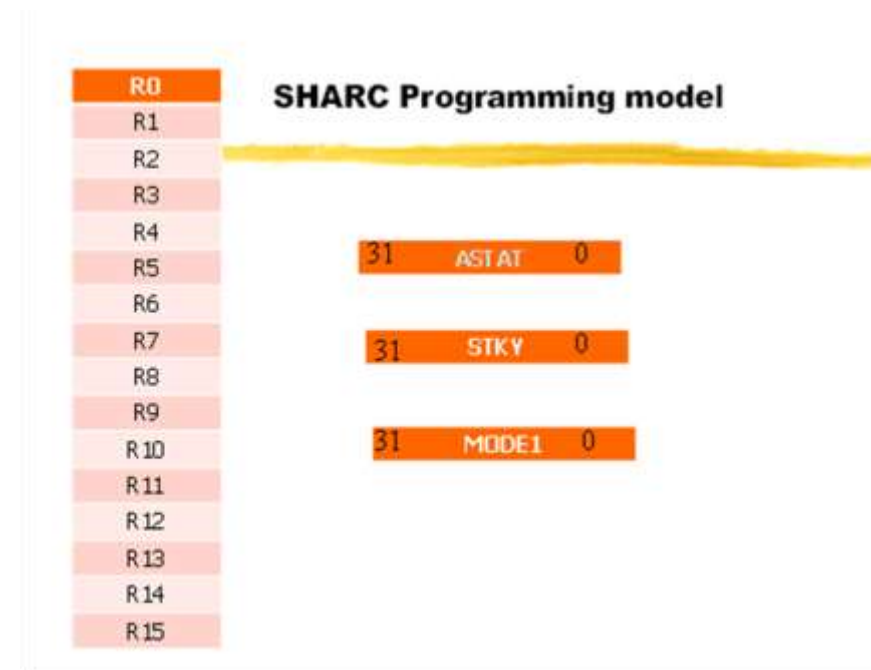 SHARC Programming model
R0
R1
R2
R3
R4
R5
R6
R7
R8
R9
R10
R11
R12
R13
R14
R15
31 ASTAT 0
31 STKY 0
31 MODE1 0